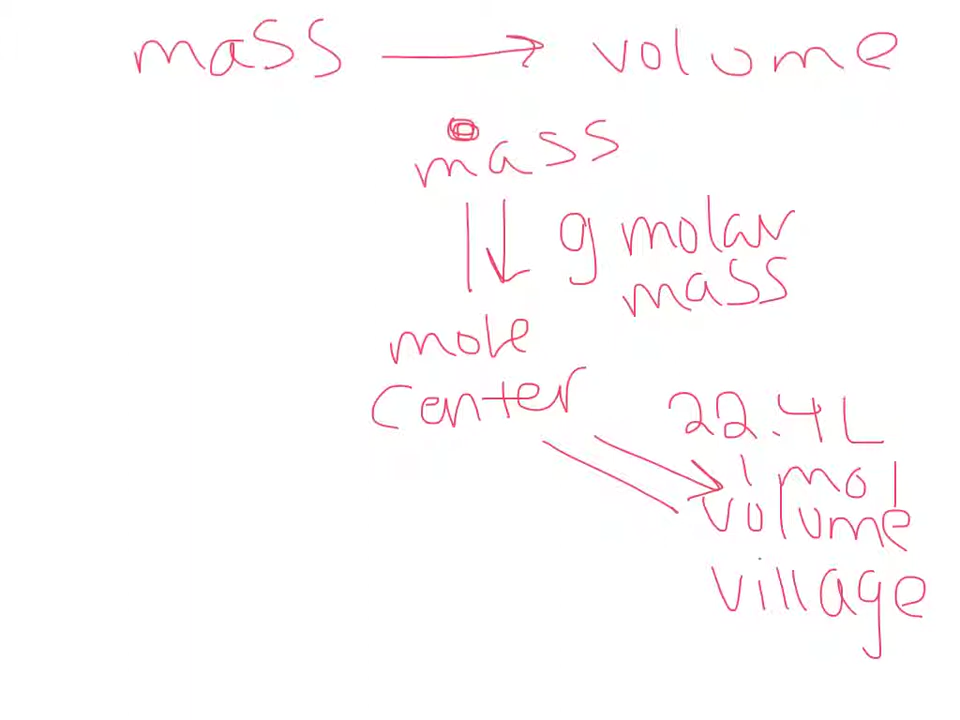 mass → volume
mass
g molar
mass
mole
center
22.4L
1 mol
volume
village